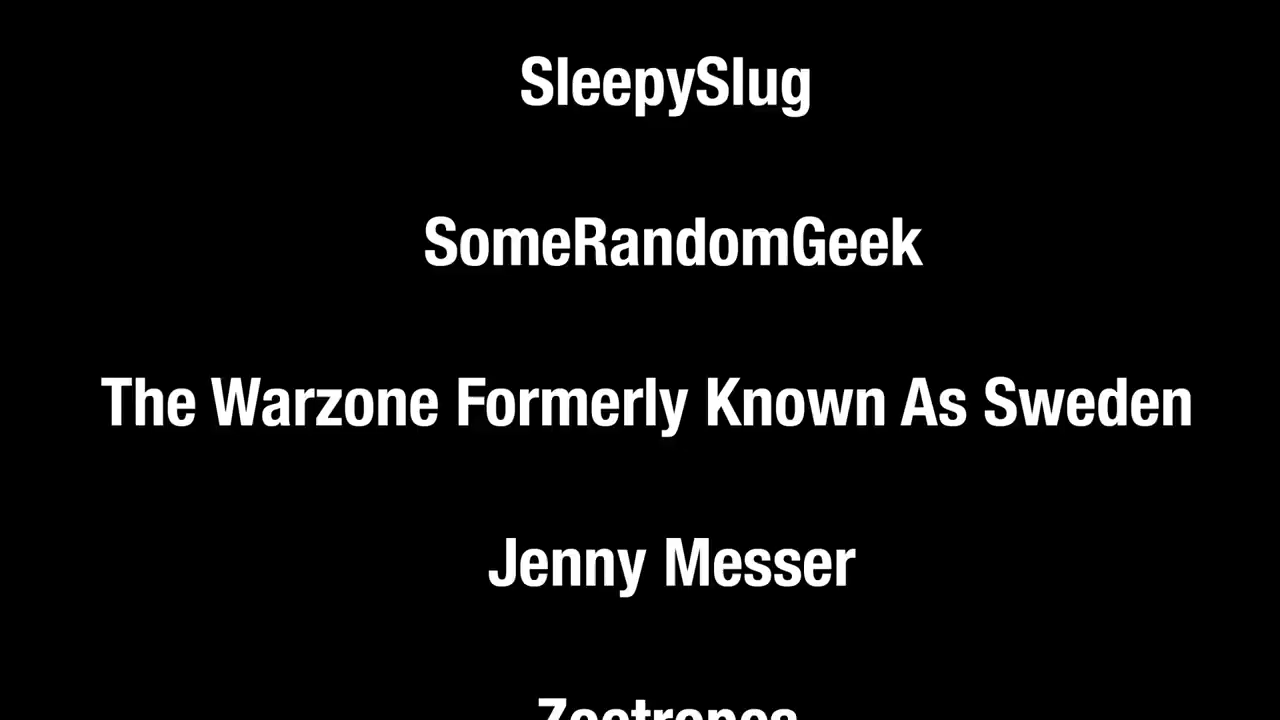 SleepySlug
SomeRandomGeek
The Warzone Formerly Known As Sweden
Jenny Messer